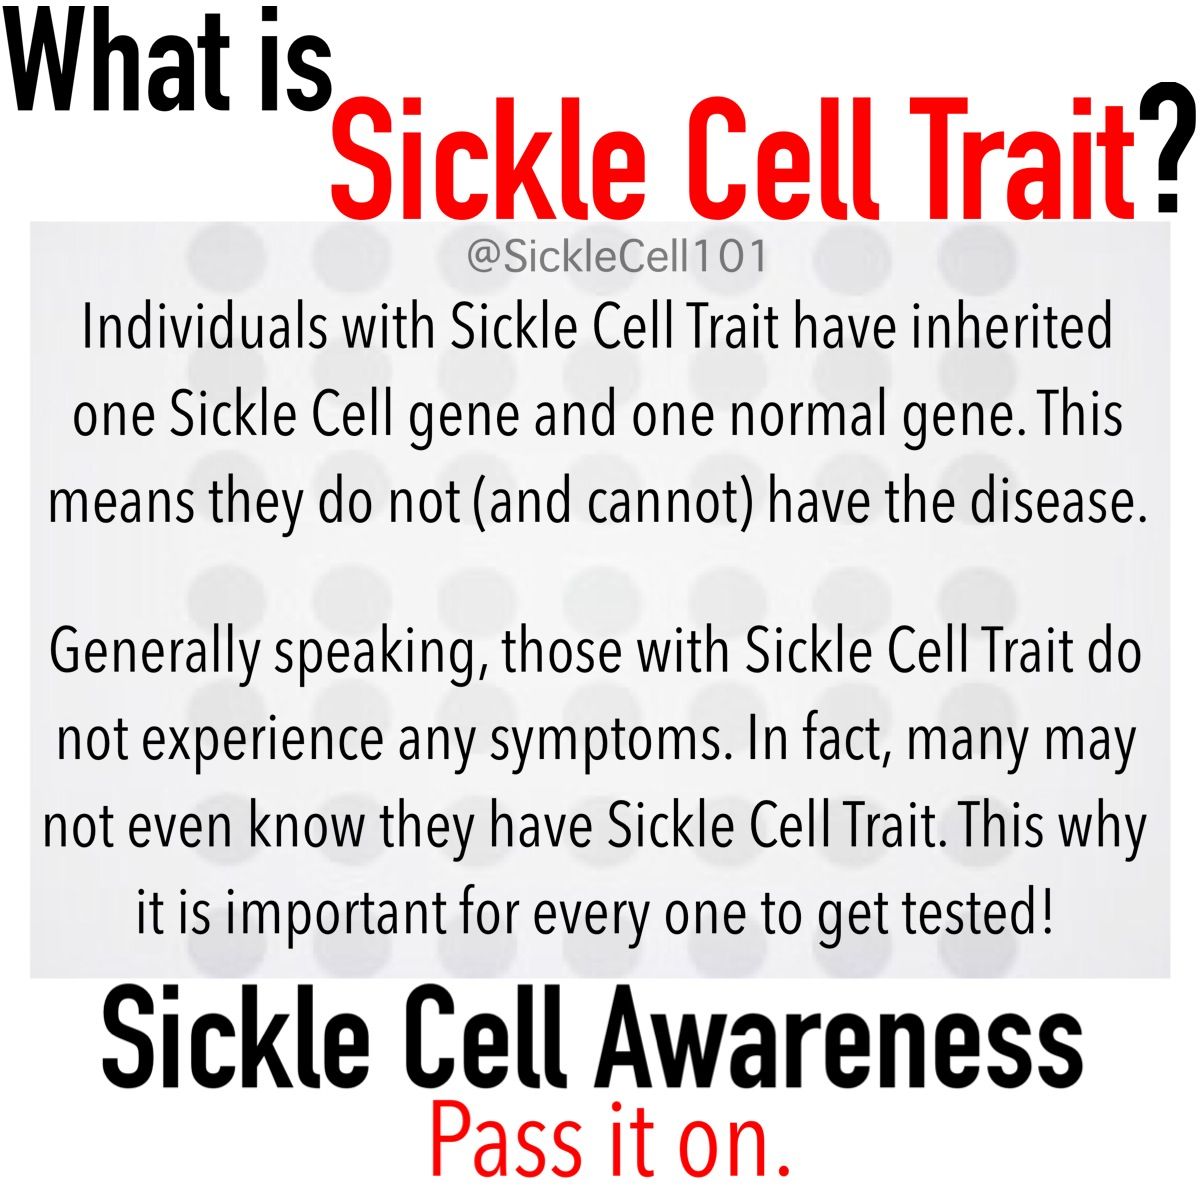 What is
Sickle Cell Trait?
@SickleCell101
Individuals with Sickle Cell Trait have inherited
one Sickle Cell gene and one normal gene. This
means they do not (and cannot) have the disease.
Generally speaking, those with Sickle Cell Trait do
not experience any symptoms. In fact, many may
not even know they have Sickle Cell Trait. This why
it is important for every one to get tested!
Sickle Cell Awareness
Pass it on.